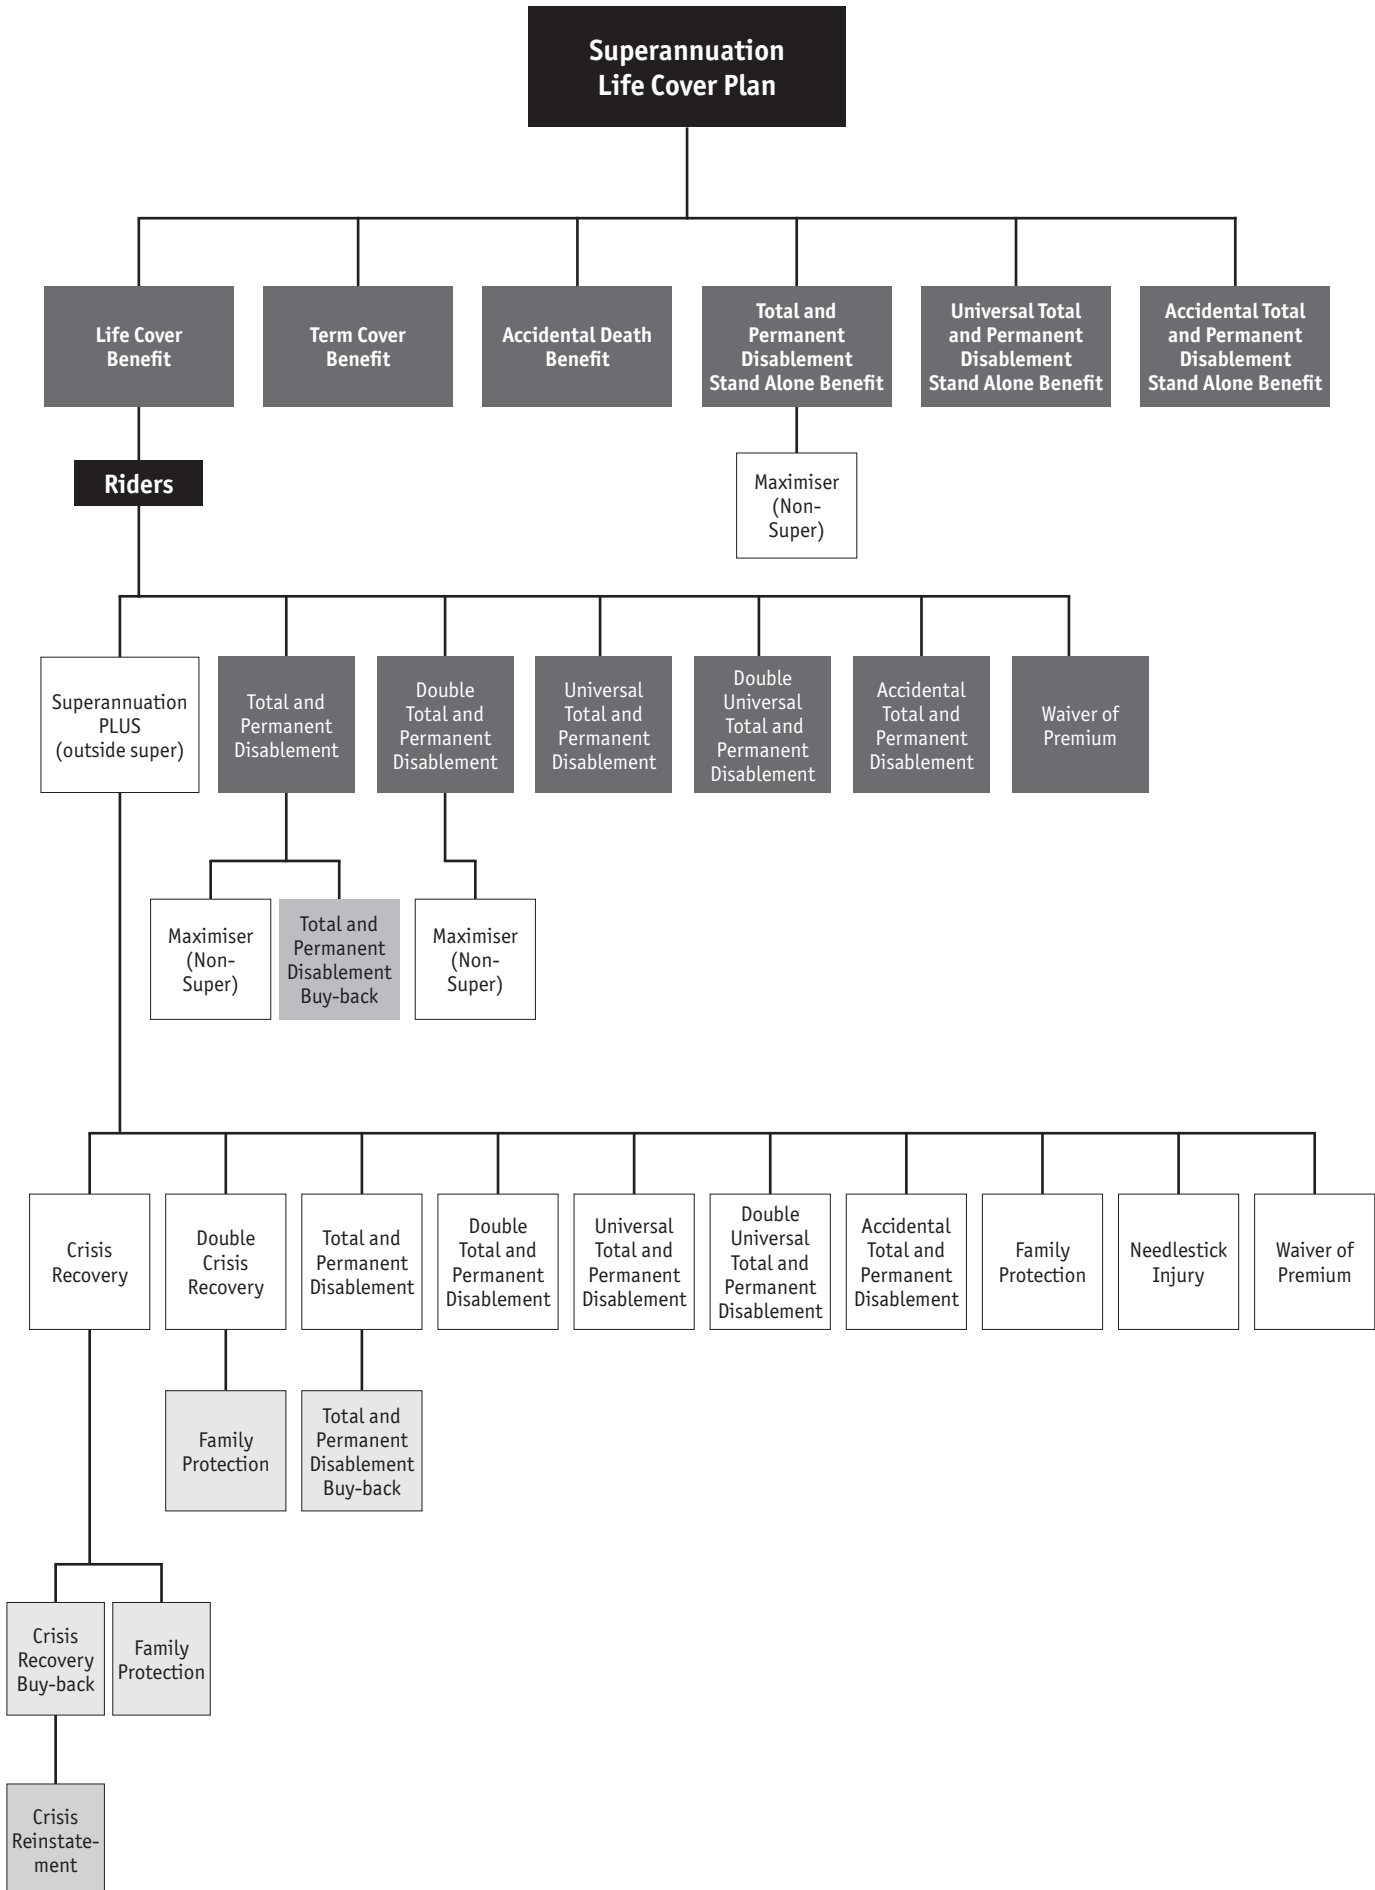 Superannuation
Life Cover Plan
Life Cover
Benefit
Term Cover
Benefit
Accidental Death
Benefit
Total and
Permanent
Disablement
Stand Alone Benefit
Universal Total
and Permanent
Disablement
Stand Alone Benefit
Accidental Total
and Permanent
Disablement
Stand Alone Benefit
Riders
Maximiser
(Non-
Super)
Superannuation
PLUS
(outside super)
Total and
Permanent
Disablement
Double
Total and
Permanent
Disablement
Universal
Total and
Permanent
Disablement
Double
Universal
Total and
Permanent
Disablement
Accidental
Total and
Permanent
Disablement
Waiver of
Premium
Maximiser
(Non-
Super)
Total and
Permanent
Disablement
Buy-back
Maximiser
(Non-
Super)
Crisis
Recovery
Double
Crisis
Recovery
Total and
Permanent
Disablement
Double
Total and
Permanent
Disablement
Universal
Total and
Permanent
Disablement
Double
Universal
Total and
Permanent
Disablement
Accidental
Total and
Permanent
Disablement
Family
Protection
Needlestick
Injury
Waiver of
Premium
Family
Protection
Total and
Permanent
Disablement
Buy-back
Crisis
Recovery
Buy-back
Family
Protection
Crisis
Reinstate-
ment